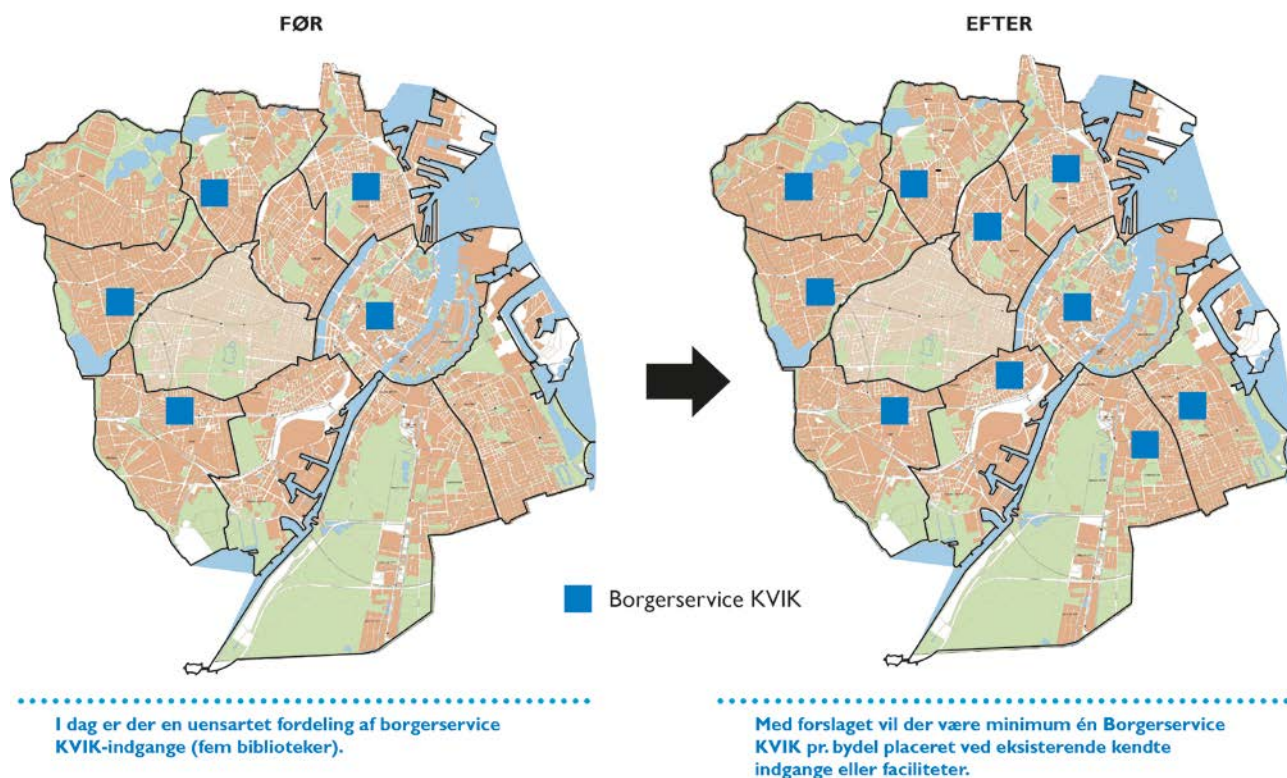 FØR
EFTER
Borgerservice KVIK
I dag er der en uensartet fordeling af borgerservice
KVIK-indgange (fem biblioteker).
Med forslaget vil der være minimum én Borgerservice
KVIK pr. bydel placeret ved eksisterende kendte
indgange eller faciliteter.